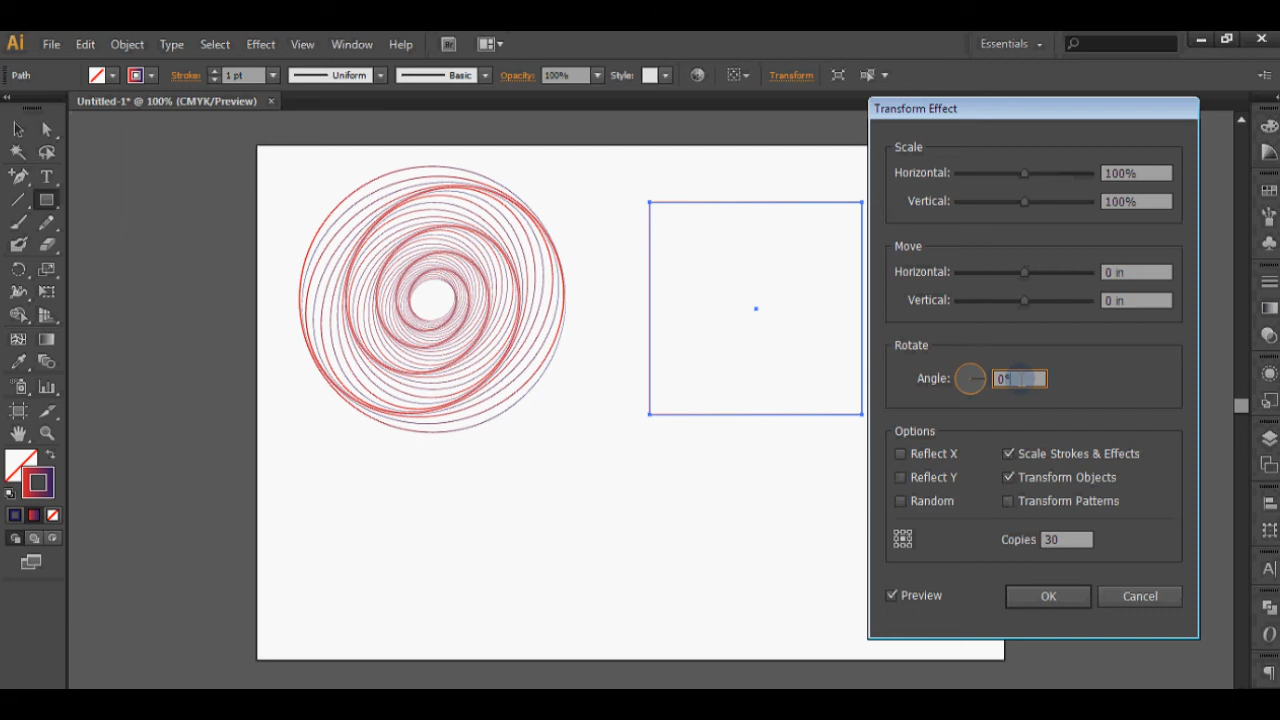 Ai File Edit Object Type Select Effect View Window Help Br Essentials
Path Stroke: 1 pt Uniform Basic Opacity: 100% Style: Transform
Untitled-1* @ 100% (CMYK/Preview) ×
Transform Effect
Scale
Horizontal: 100%
Vertical: 100%
Move
Horizontal: 0 in
Vertical: 0 in
Rotate
Angle: 0°
Options
Reflect X Scale Strokes & Effects
Reflect Y Transform Objects
Random Transform Patterns
Copies 30
Preview OK Cancel